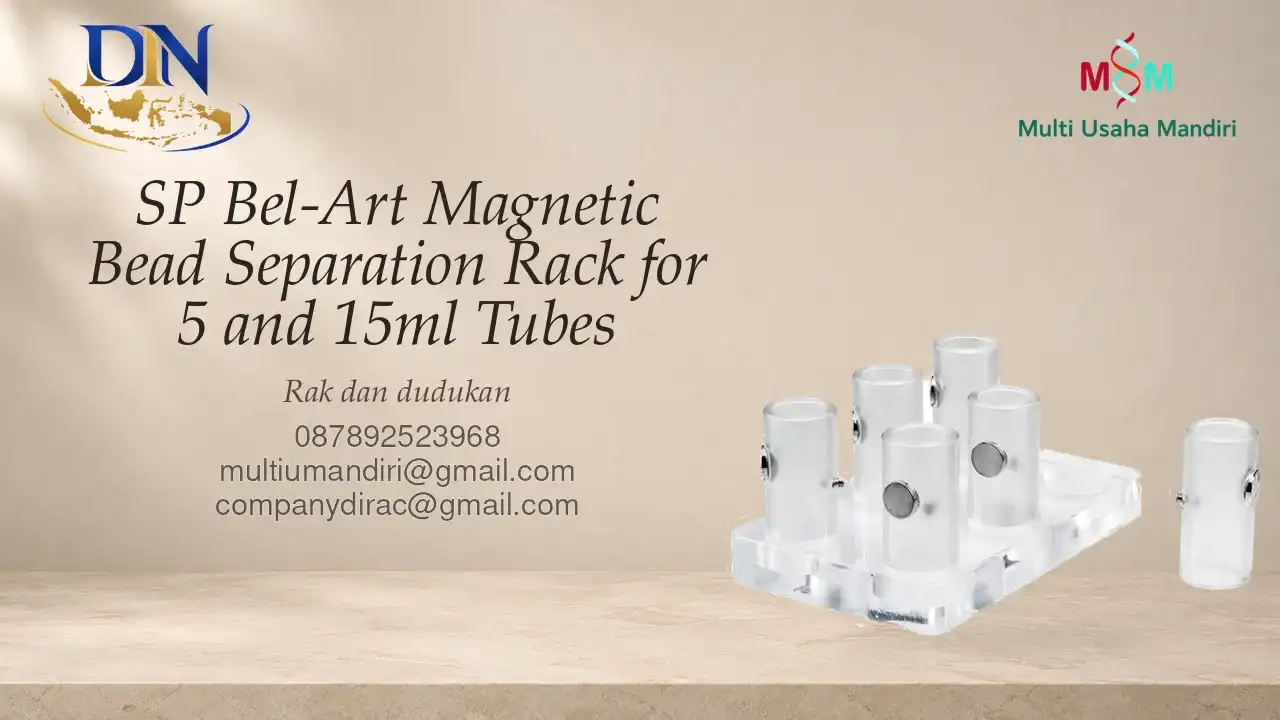 DN
M M
Multi Usaha Mandiri
SP Bel-Art Magnetic
Bead Separation Rack for
5 and 15ml Tubes
Rak dan dudukan
087892523968
multiumandiri@gmail.com
companydirac@gmail.com